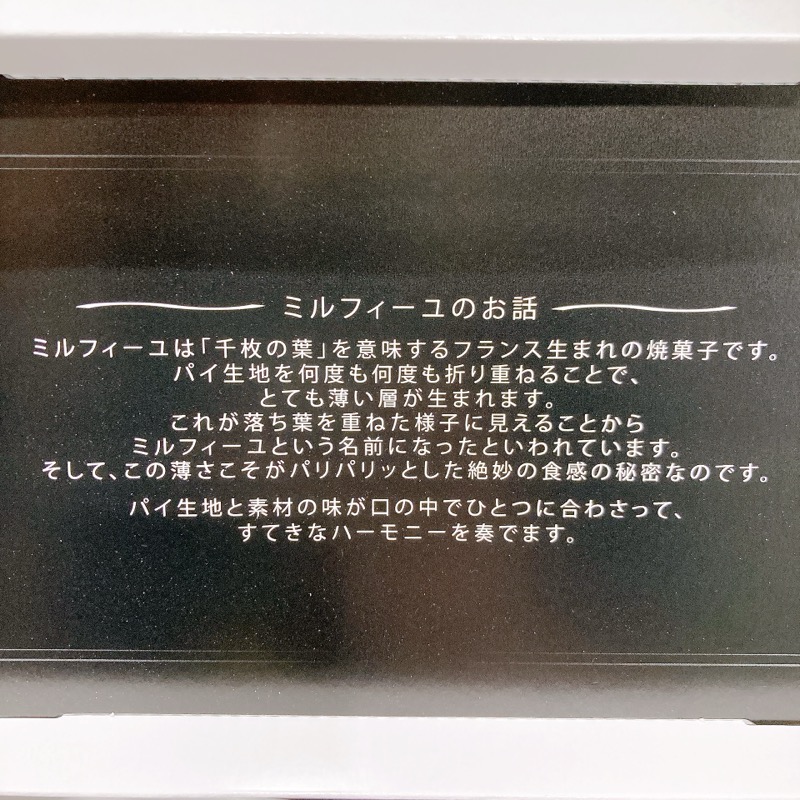 ミルフィーユのお話
ミルフィーユは「千枚の葉」を意味するフランス生まれの焼菓子です。
パイ生地を何度も何度も折り重ねることで、
とても薄い層が生まれます。
これが落ち葉を重ねた様子に見えることから
ミルフィーユという名前になったといわれています。
そして、この薄さこそがパリパリッとした絶妙の食感の秘密なのです。
パイ生地と素材の味が口の中でひとつに合わさって、
すてきなハーモニーを奏でます。